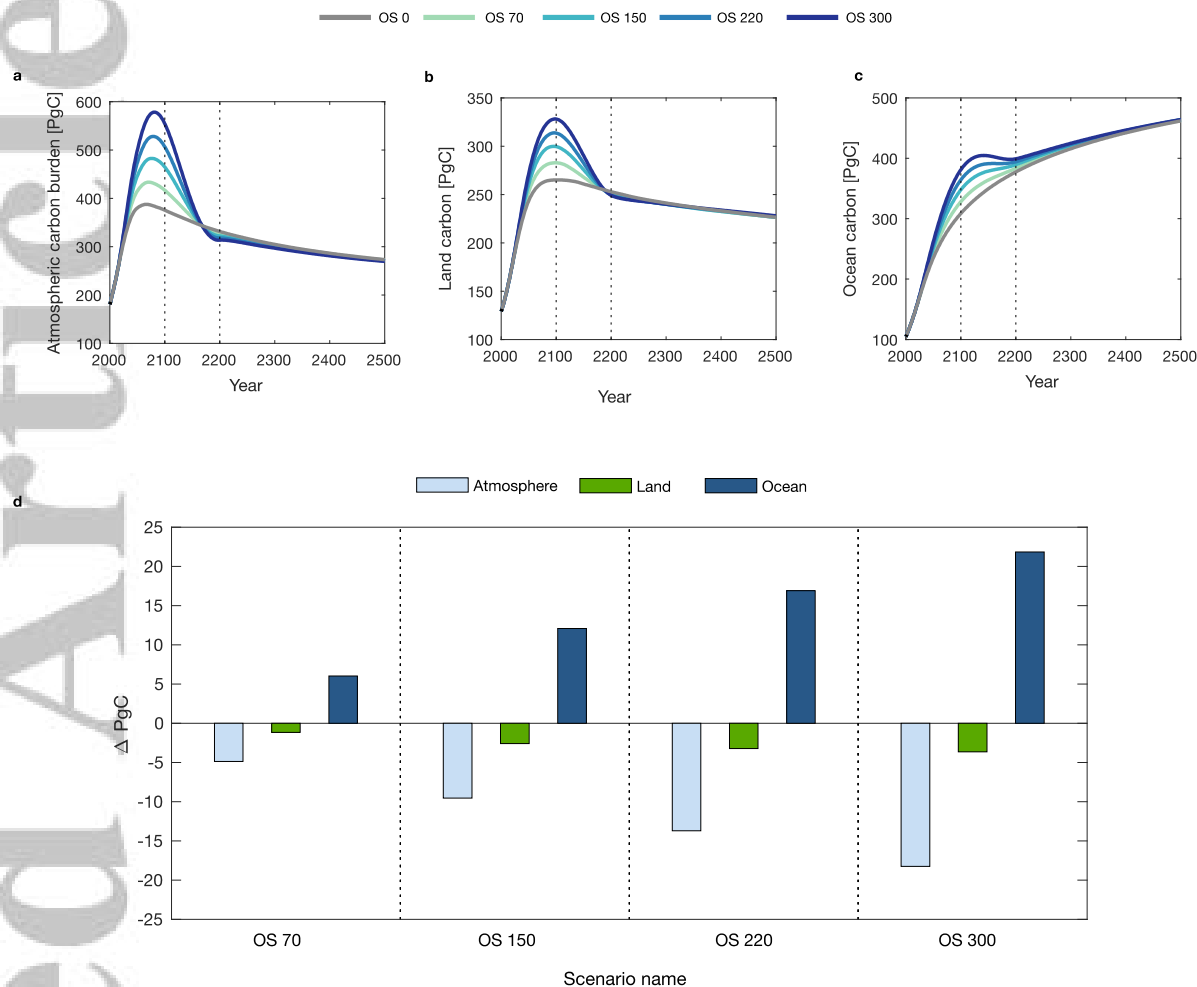 OS 0 OS 70 OS 150 OS 220 OS 300
a
Atmospheric carbon burden [PgC]
600
500
400
300
200
100
2000 2100 2200 2300 2400 2500
Year
b
Land carbon [PgC]
350
300
250
200
150
100
2000 2100 2200 2300 2400 2500
Year
c
Ocean carbon [PgC]
500
400
300
200
100
2000 2100 2200 2300 2400 2500
Year
d
Atmosphere Land Ocean
△ PgC
25
20
15
10
5
0
-5
-10
-15
-20
-25
OS 70 OS 150 OS 220 OS 300
Scenario name
ed Article